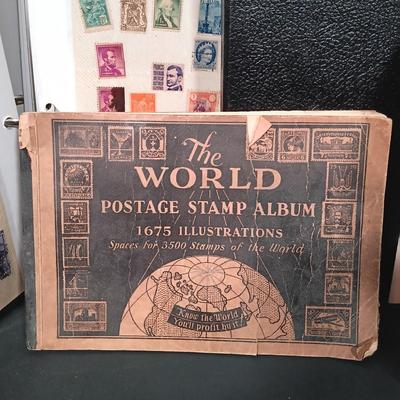 The
WORLD
POSTAGE STAMP ALBUM
1675 ILLUSTRATIONS
Spaces for 3500 Stamps of the World
Know the World
You'll profit by it!